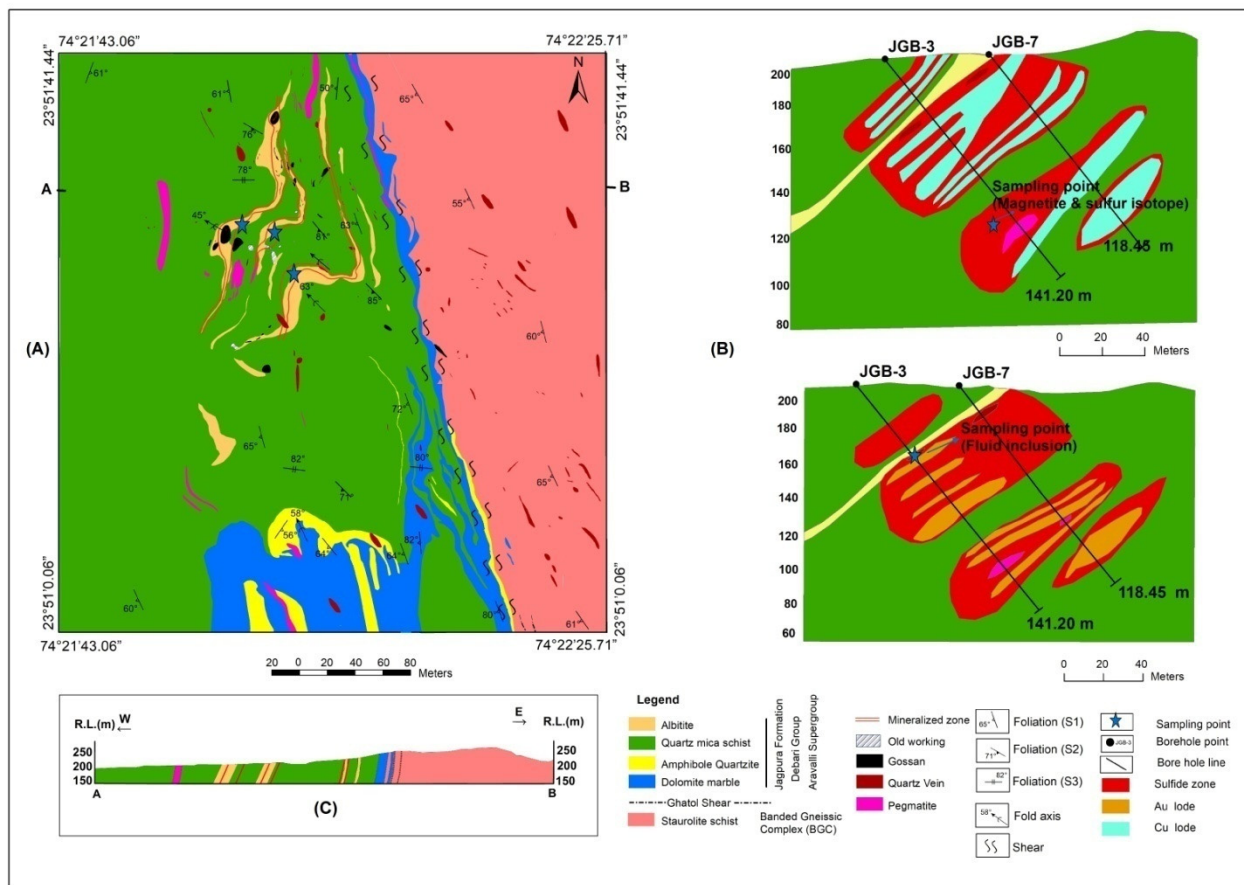 74°21'43.06"
74°22'25.71"
23°51'41.44"
23°51'41.44"
N
61°
61°
50°
65°
76°
78°
A
B
55°
45°
63°
61°
63°
85°
60°
(A)
72°
65°
82°
60°
65°
71°
58°
56°
64°
64°
82°
60°
80°
61°
23°51'0.06"
23°51'0.06"
74°21'43.06"
74°22'25.71"
20 0 20 40 60 80
Meters
JGB-3
JGB-7
200
180
160
140
120
100
80
Sampling point
(Magnetite & sulfur isotope)
118.45 m
141.20 m
0 20 40
Meters
(B)
JGB-3
JGB-7
200
180
160
140
120
100
80
60
Sampling point
(Fluid inclusion)
118.45 m
141.20 m
0 20 40
Meters
R.L.(m)
W
E
R.L.(m)
250
200
150
250
200
150
A
B
(C)
Legend
Albitite
Quartz mica schist
Amphibole Quartzite
Dolomite marble
Ghatol Shear
Staurolite schist
Jagpura Formation
Debari Group
Aravalli Supergroup
Banded Gneissic
Complex (BGC)
Mineralized zone
Old working
Gossan
Quartz Vein
Pegmatite
65°
Foliation (S1)
71°
Foliation (S2)
82°
Foliation (S3)
58°
Fold axis
Shear
Sampling point
JGB-3
Borehole point
Bore hole line
Sulfide zone
Au lode
Cu lode